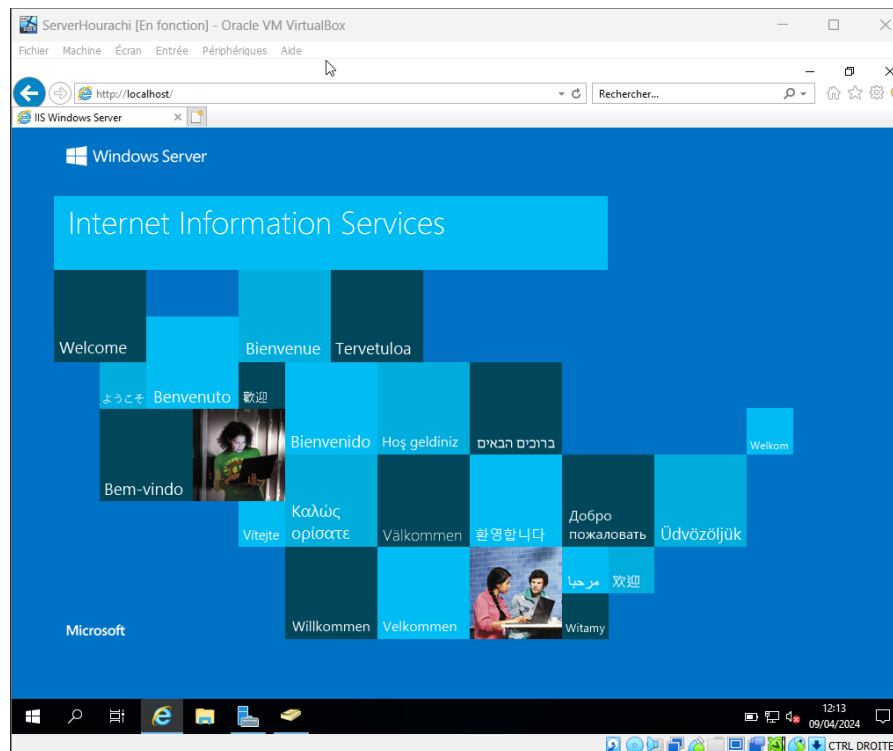 ServerHourachi [En fonction] - Oracle VM VirtualBox
Fichier Machine Écran Entrée Périphériques Aide
http://localhost/
Rechercher...
IIS Windows Server
Windows Server
Internet Information Services
Welcome
Bienvenue
Tervetuloa
ようこそ
Benvenuto
歡迎
Bienvenido
Hoş geldiniz
ברוכים הבאים
Welkom
Bem-vindo
Vítejte
Καλώς
ορίσατε
Välkommen
환영합니다
Добро
пожаловать
Üdvözöljük
مرحبا
欢迎
Willkommen
Velkommen
Witamy
Microsoft
12:13
09/04/2024
CTRL DROITE